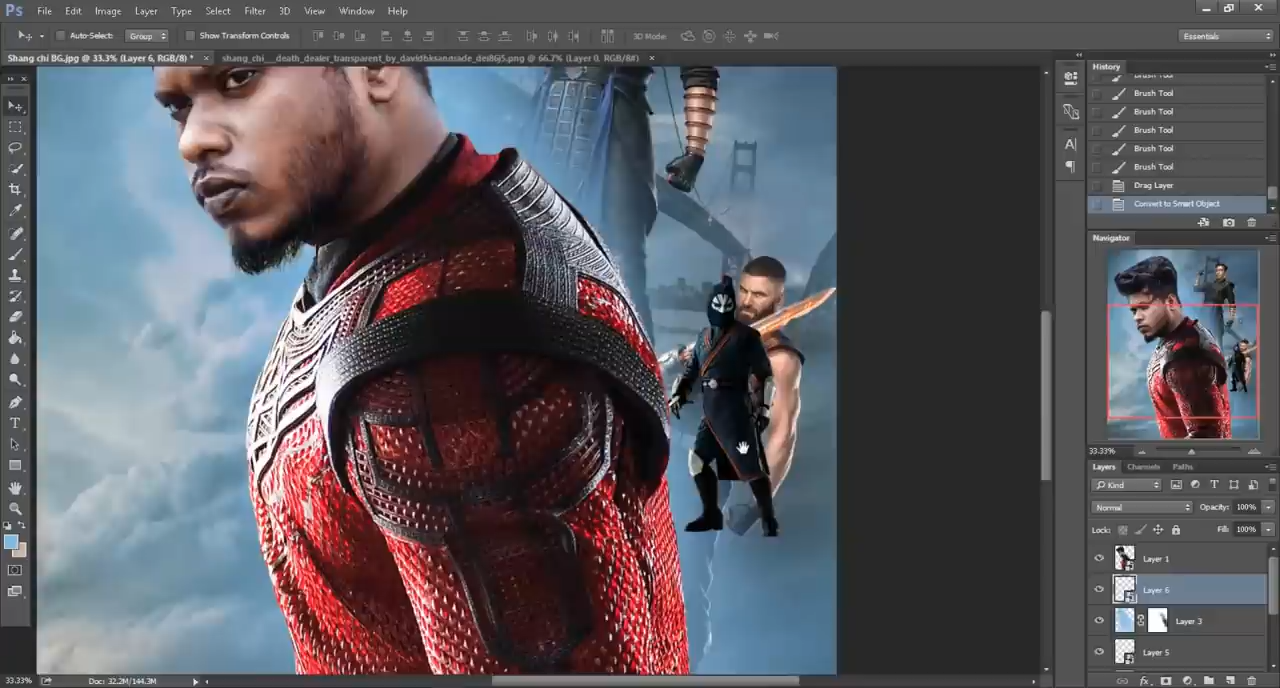 Ps File Edit Image Layer Type Select Filter 3D View Window Help
Auto-Select: Group Show Transform Controls 3D Mode: Essentials
Shang chi BG.jpg @ 33.3% (Layer 6, RGB/8) * × shang_chi__death_dealer_transparent_by_davidbksandrade_dei86j5.png @ 66.7% (Layer 0, RGB/8#) ×
History
Brush Tool
Brush Tool
Brush Tool
Brush Tool
Brush Tool
Brush Tool
Drag Layer
Convert to Smart Object
Navigator
33.33%
Layers Channels Paths
Kind
Normal Opacity: 100%
Lock: Fill: 100%
Layer 1
Layer 6
Layer 3
Layer 5
33.33% Doc: 32.2M/144.3M